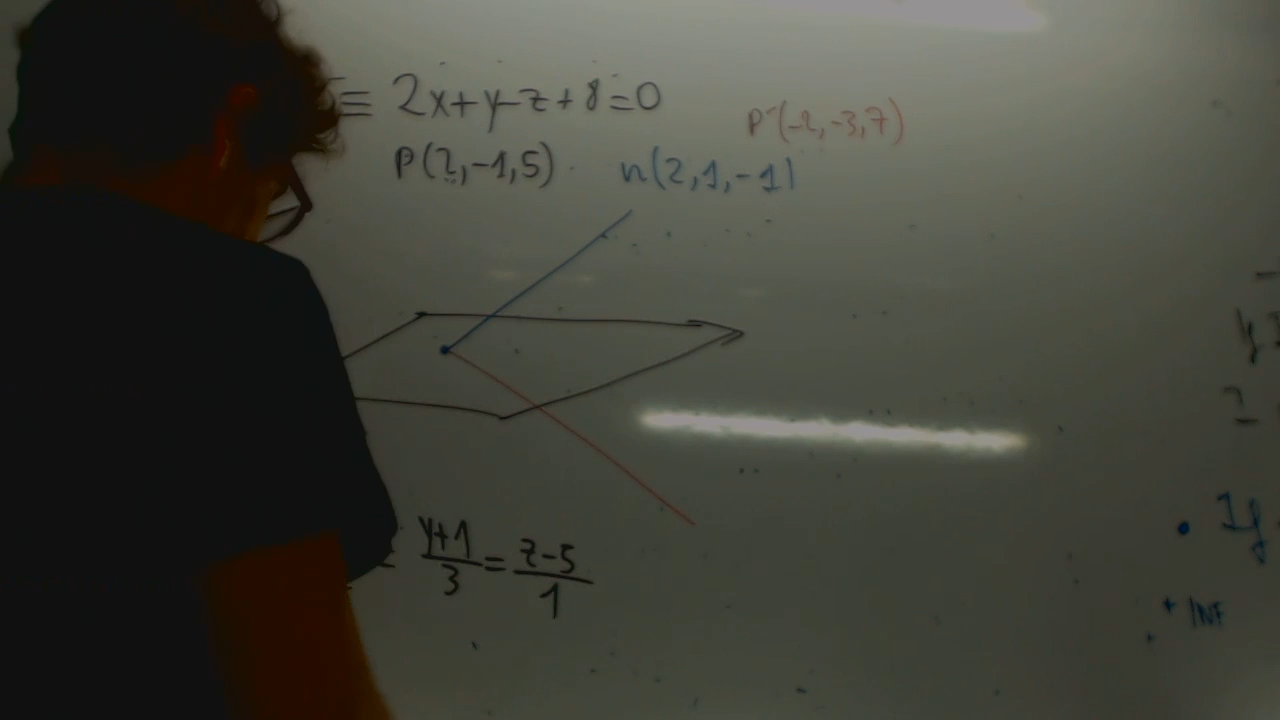 ≡ 2x+y-z+8=0
P'(-2,-3,7)
P(2,-1,5)
n(2,1,-1)
y+1/3 = z-5/1
INF